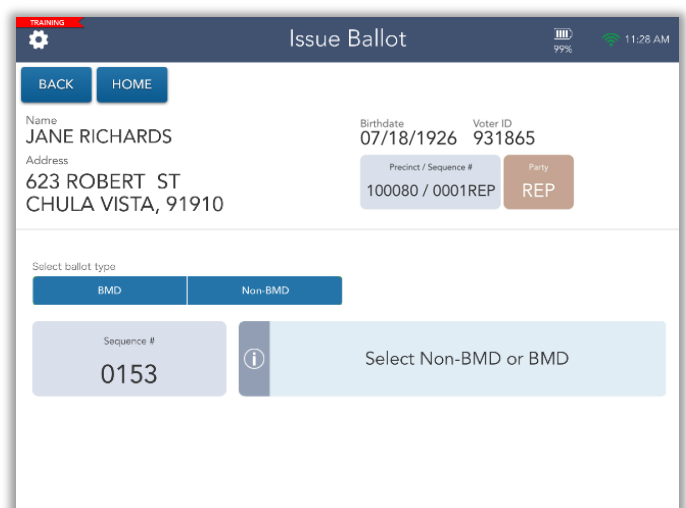 TRAINING
Issue Ballot
99%
11:28 AM
BACK
HOME
Name
JANE RICHARDS
Birthdate
07/18/1926
Voter ID
931865
Address
623 ROBERT ST
CHULA VISTA, 91910
Precinct / Sequence #
100080 / 0001REP
Party
REP
Select ballot type
BMD
Non-BMD
Sequence #
0153
Select Non-BMD or BMD